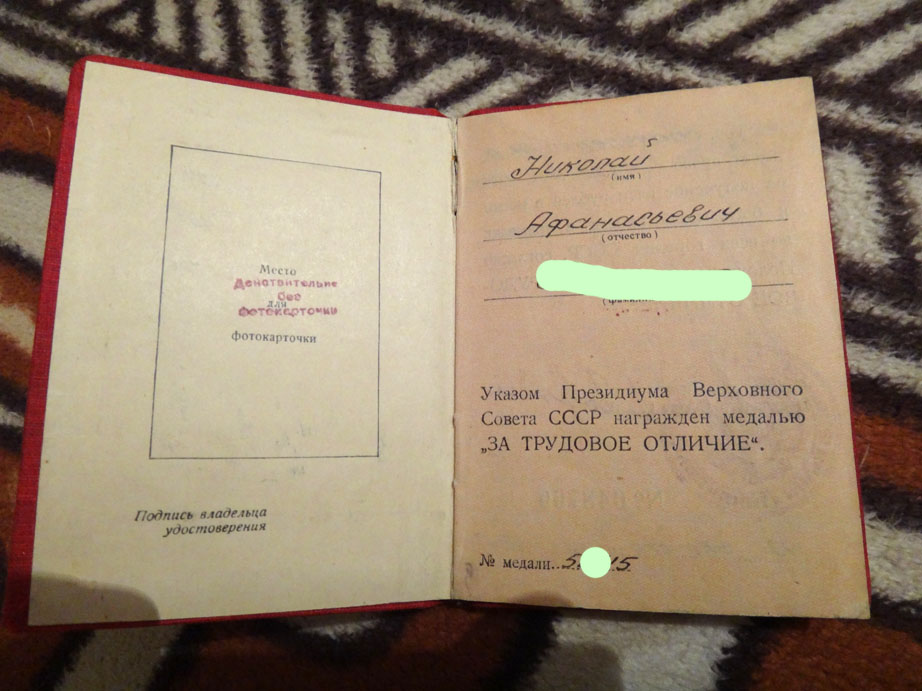 Место
Действительно
без
для
фотокарточки
фотокарточки
Подпись владельца
удостоверения
Николай
(имя)
Афанасьевич
(отчество)
Указом Президиума Верховного
Совета СССР награжден медалью
„ЗА ТРУДОВОЕ ОТЛИЧИЕ“.
№ медали